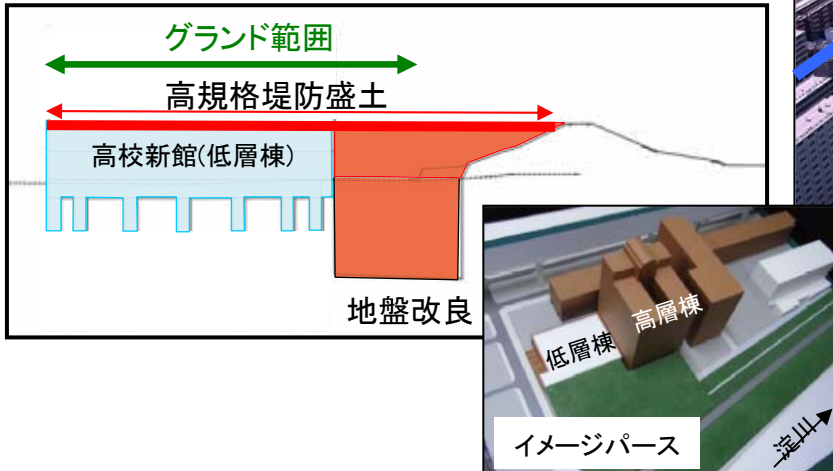 グランド範囲
高規格堤防盛土
高校新館(低層棟)
地盤改良
高層棟
低層棟
イメージパース
淀川